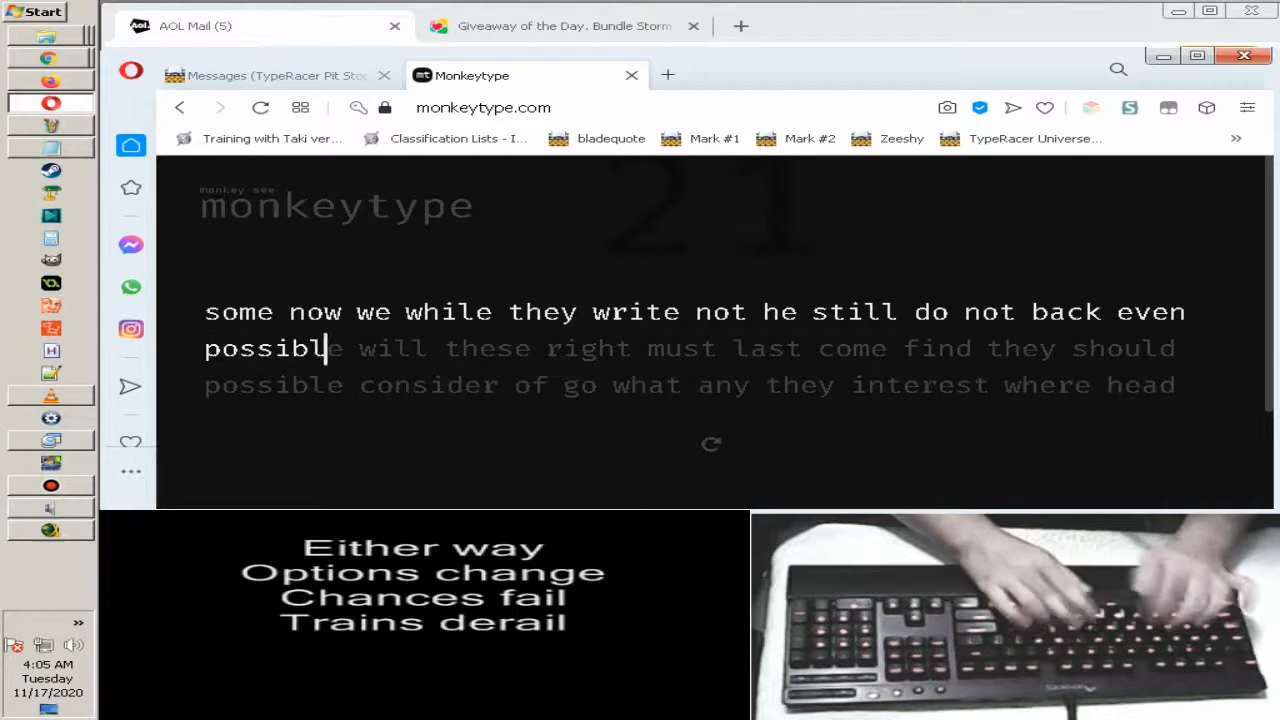 Start
AOL Mail (5)
Giveaway of the Day. Bundle Storm
Messages (TypeRacer Pit Sto
mt Monkeytype
monkeytype.com
Training with Taki ver...
Classification Lists - I...
bladequote
Mark #1
Mark #2
Zeeshy
TypeRacer Universe...
21
monkey see
monkeytype
some now we while they write not he still do not back even
possible will these right must last come find they should
possible consider of go what any they interest where head
Either way
Options change
Chances fail
Trains derail
4:05 AM
Tuesday
11/17/2020